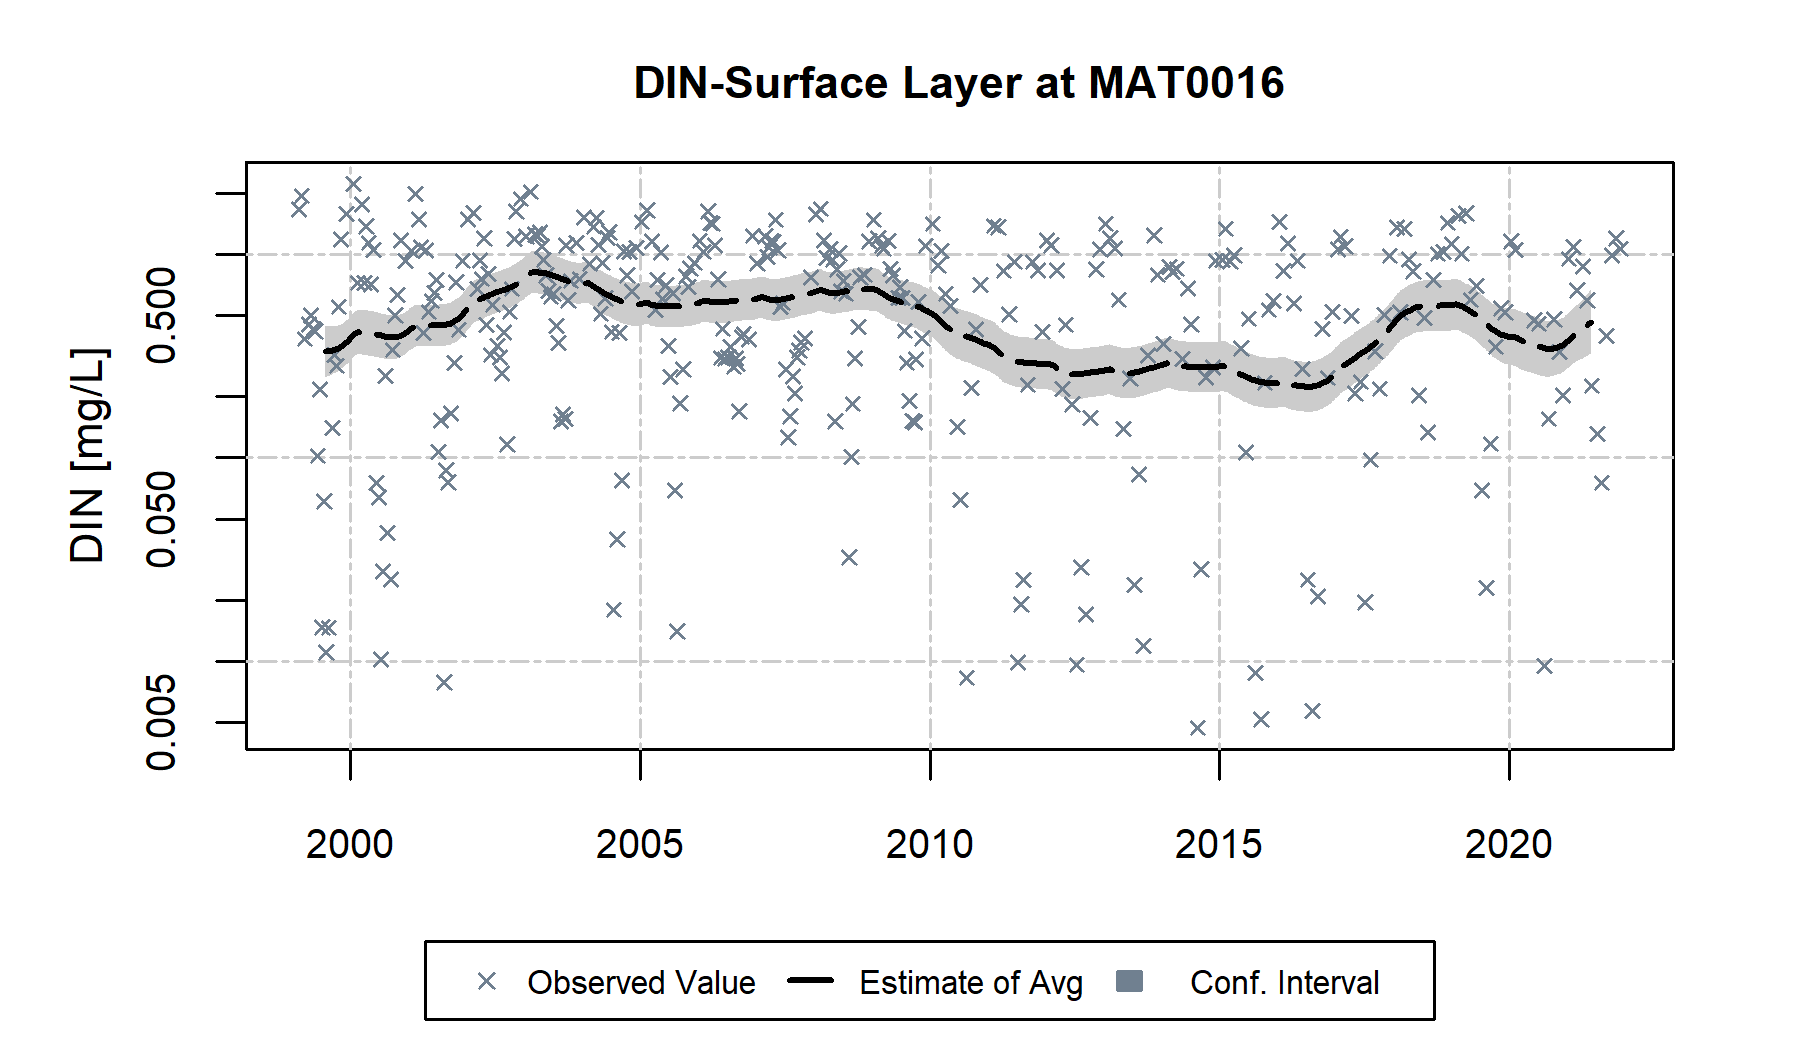 DIN-Surface Layer at MAT0016
DIN [mg/L]
0.500
0.050
0.005
2000 2005 2010 2015 2020
Observed Value Estimate of Avg Conf. Interval